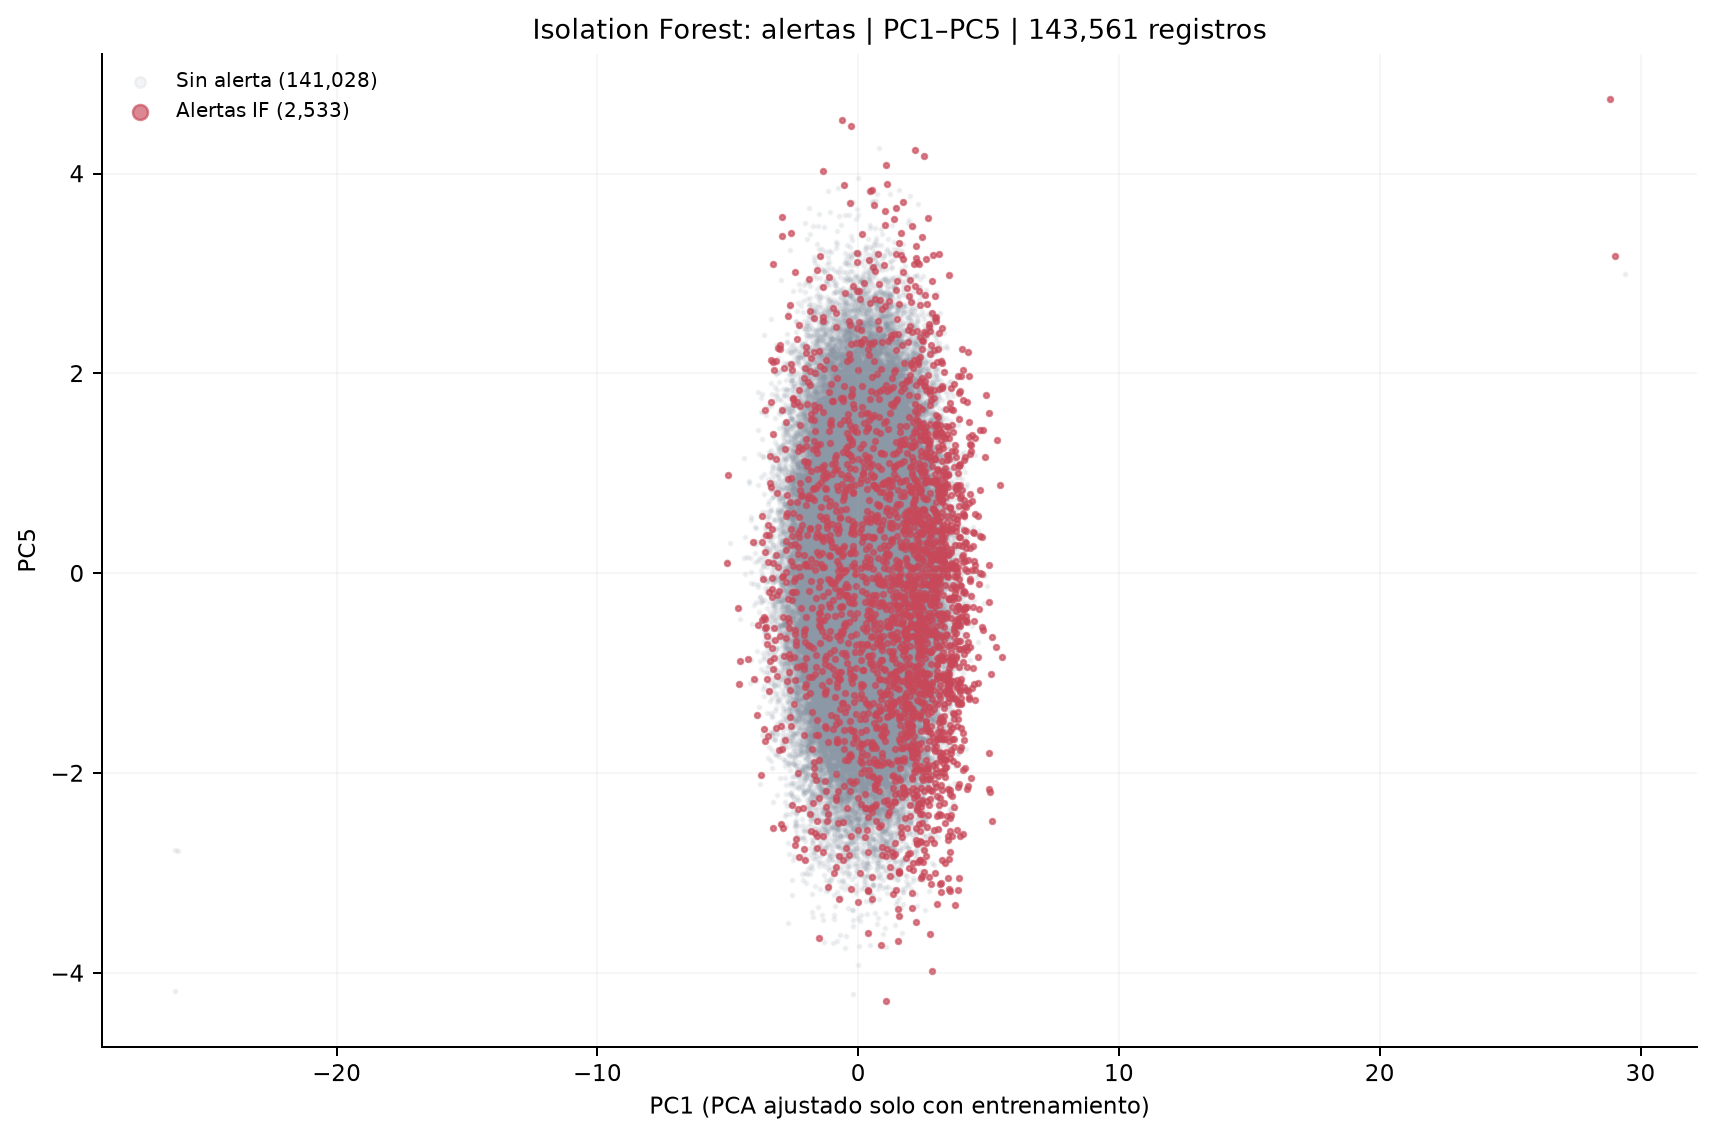 Isolation Forest: alertas | PC1–PC5 | 143,561 registros
Sin alerta (141,028)
Alertas IF (2,533)
4
2
0
−2
−4
PC5
−20
−10
0
10
20
30
PC1 (PCA ajustado solo con entrenamiento)